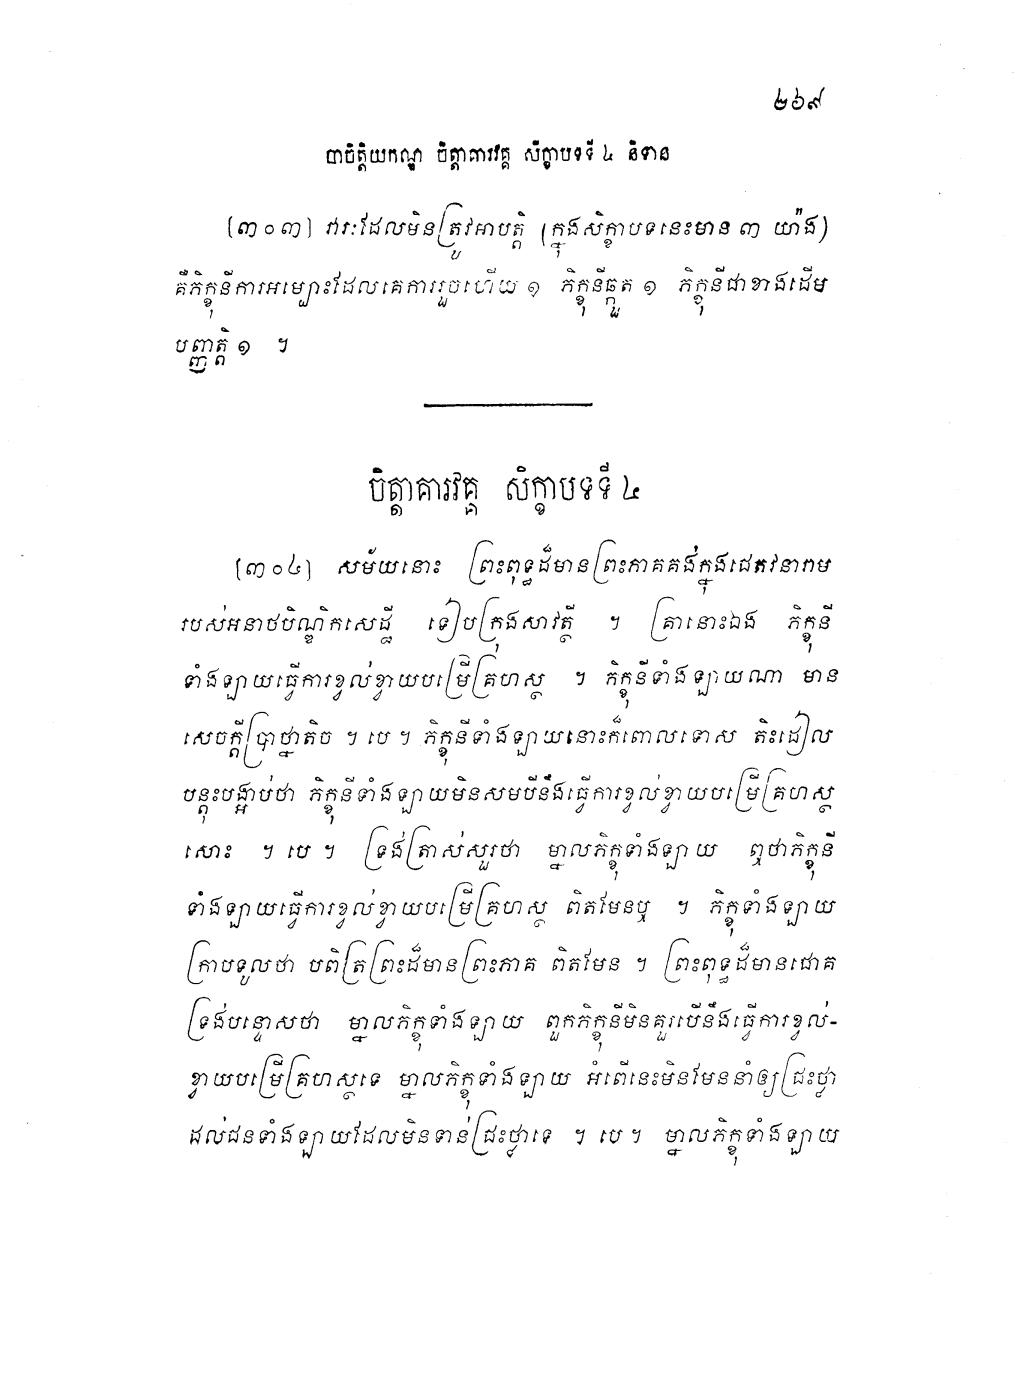 ២៦៩
បាចិត្តិយកណ្ឌ ចិត្តាគារវគ្គ សិក្ខាបទទី ៤ និទាន
[៣០៣] វារៈដែលមិនត្រូវអាបត្តិ (ក្នុងសិក្ខាបទនេះមាន ៣ យ៉ាង)
គឺភិក្ខុនីការអម្បោះដែលគេការរួចហើយ ១ ភិក្ខុនីឆ្កួត ១ ភិក្ខុនីជាខាងដើម
បញ្ញត្តិ ១ ។
ចិត្តាគារវគ្គ សិក្ខាបទទី ៤
[៣០៤] សម័យនោះ ព្រះពុទ្ធដ៏មានព្រះភាគគង់ក្នុងជេតវនារាម
របស់អនាថបិណ្ឌិកសេដ្ឋី ទៀបក្រុងសាវត្ថី ។ គ្រានោះឯង ភិក្ខុនី
ទាំងឡាយធ្វើការខ្វល់ខ្វាយបម្រើគ្រហស្ថ ។ ភិក្ខុនីទាំងឡាយណា មាន
សេចក្តីប្រាថ្នាតិច ។ បេ ។ ភិក្ខុនីទាំងឡាយនោះក៏ពោលទោស តិះដៀល
បន្តុះបង្អាប់ថា ភិក្ខុនីទាំងឡាយមិនសមបើនឹងធ្វើការខ្វល់ខ្វាយបម្រើគ្រហស្ថ
សោះ ។ បេ ។ ទ្រង់ត្រាស់សួរថា ម្នាលភិក្ខុទាំងឡាយ ឮថាភិក្ខុនី
ទាំងឡាយធ្វើការខ្វល់ខ្វាយបម្រើគ្រហស្ថ ពិតមែនឬ ។ ភិក្ខុទាំងឡាយ
ក្រាបទូលថា បពិត្រព្រះដ៏មានព្រះភាគ ពិតមែន ។ ព្រះពុទ្ធដ៏មានជោគ
ទ្រង់បន្ទោសថា ម្នាលភិក្ខុទាំងឡាយ ពួកភិក្ខុនីមិនគួរបើនឹងធ្វើការខ្វល់-
ខ្វាយបម្រើគ្រហស្ថទេ ម្នាលភិក្ខុទាំងឡាយ អំពើនេះមិនមែននាំឲ្យជ្រះថ្លា
ដល់ជនទាំងឡាយដែលមិនទាន់ជ្រះថ្លាទេ ។ បេ ។ ម្នាលភិក្ខុទាំងឡាយ